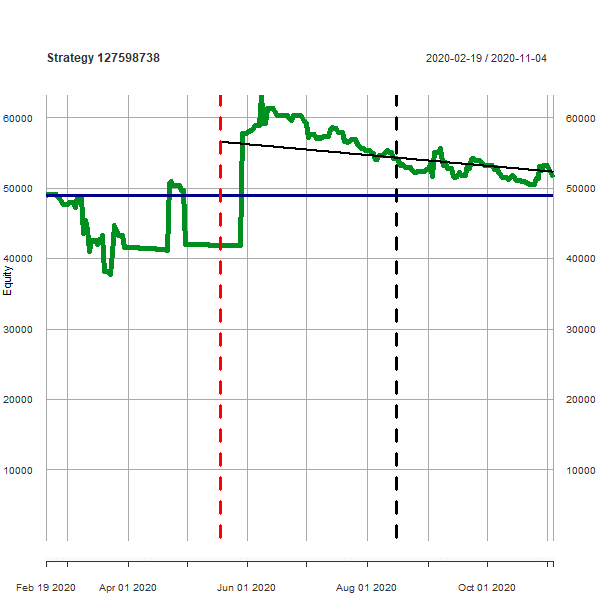 Strategy 127598738
2020-02-19 / 2020-11-04
60000
60000
50000
50000
40000
40000
Equity
30000
30000
20000
20000
10000
10000
Feb 19 2020
Apr 01 2020
Jun 01 2020
Aug 01 2020
Oct 01 2020